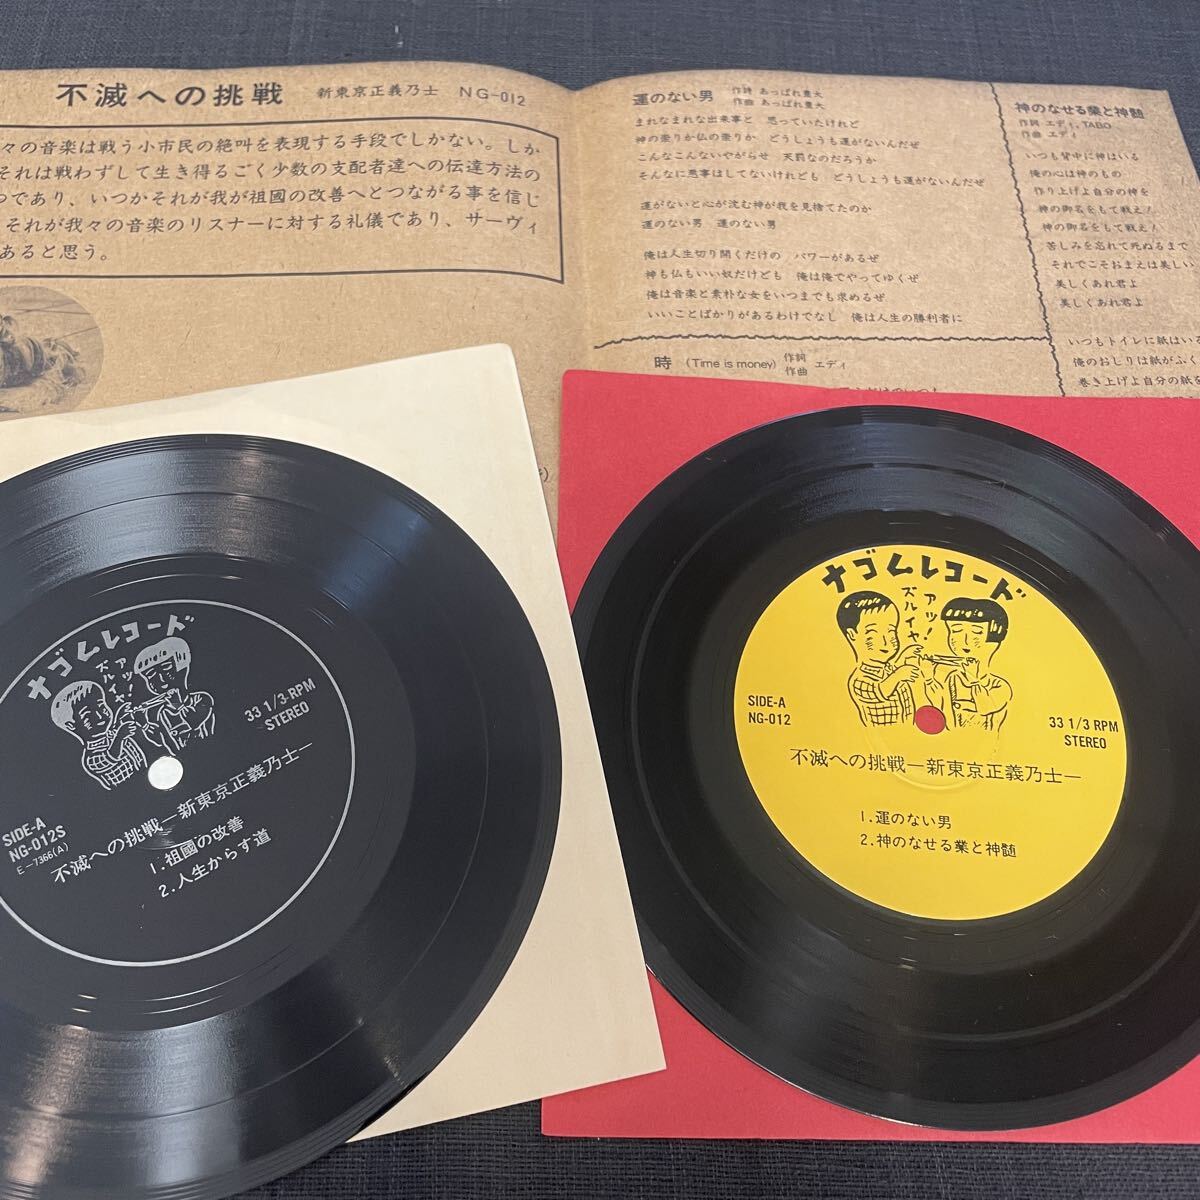 不滅への挑戦 新東京正義乃士 NG-012
々の音楽は戦う小市民の絶叫を表現する手段でしかない。しか
それは戦わずして生き得るごく少数の支配者達への伝達方法の
つであり、いつかそれが我が祖國の改善へとつながる事を信じ
それが我々の音楽のリスナーに対する礼儀であり、サーヴィ
あると思う。
運のない男 作詩 あっぱれ豊大
作曲 あっぱれ豊大
まれなまれな出来事と 思っていたけれど
神の祟りか仏の祟りか どうしょうも運がないんだぜ
こんなこんないやがらせ 天罰なのだろうか
そんなに悪事はしてないけれども どうしょうも運がないんだぜ
運がないと心が沈む神が我を見捨てたのか
運のない男 運のない男
俺は人生切り開くだけの パワーがあるぜ
神も仏もいい奴だけども 俺は俺でやってゆくぜ
俺は音楽と素朴な女をいつまでも求めるぜ
いいことばかりがあるわけでなし 俺は人生の勝利者に
時 (Time is money) 作詞 エディ
作曲
神のなせる業と神髄
作詞 エディ, TABO
作曲 エディ
いつも背中に神はいる
俺の心は神のもの
作り上げよ自分の神を
神の御名をもて戦え!
神の御名をもて戦え!
苦しみを忘れて死ぬるまで
それでこそおまえは美しい
美しくあれ君よ
美しくあれ君よ
いつもトイレに紙はいる
俺のおしりは紙がふく
巻き上げよ自分の紙を
ナゴムレコード
アッ!
ズルイヤ
33 1/3 RPM
STEREO
SIDE-A
NG-012S
E-7366(A)
不滅への挑戦—新東京正義乃士—
1.祖國の改善
2.人生からす道
ナゴムレコード
アッ!
ズルイヤ
SIDE-A
NG-012
33 1/3 RPM
STEREO
不滅への挑戦—新東京正義乃士—
1.運のない男
2.神のなせる業と神髄